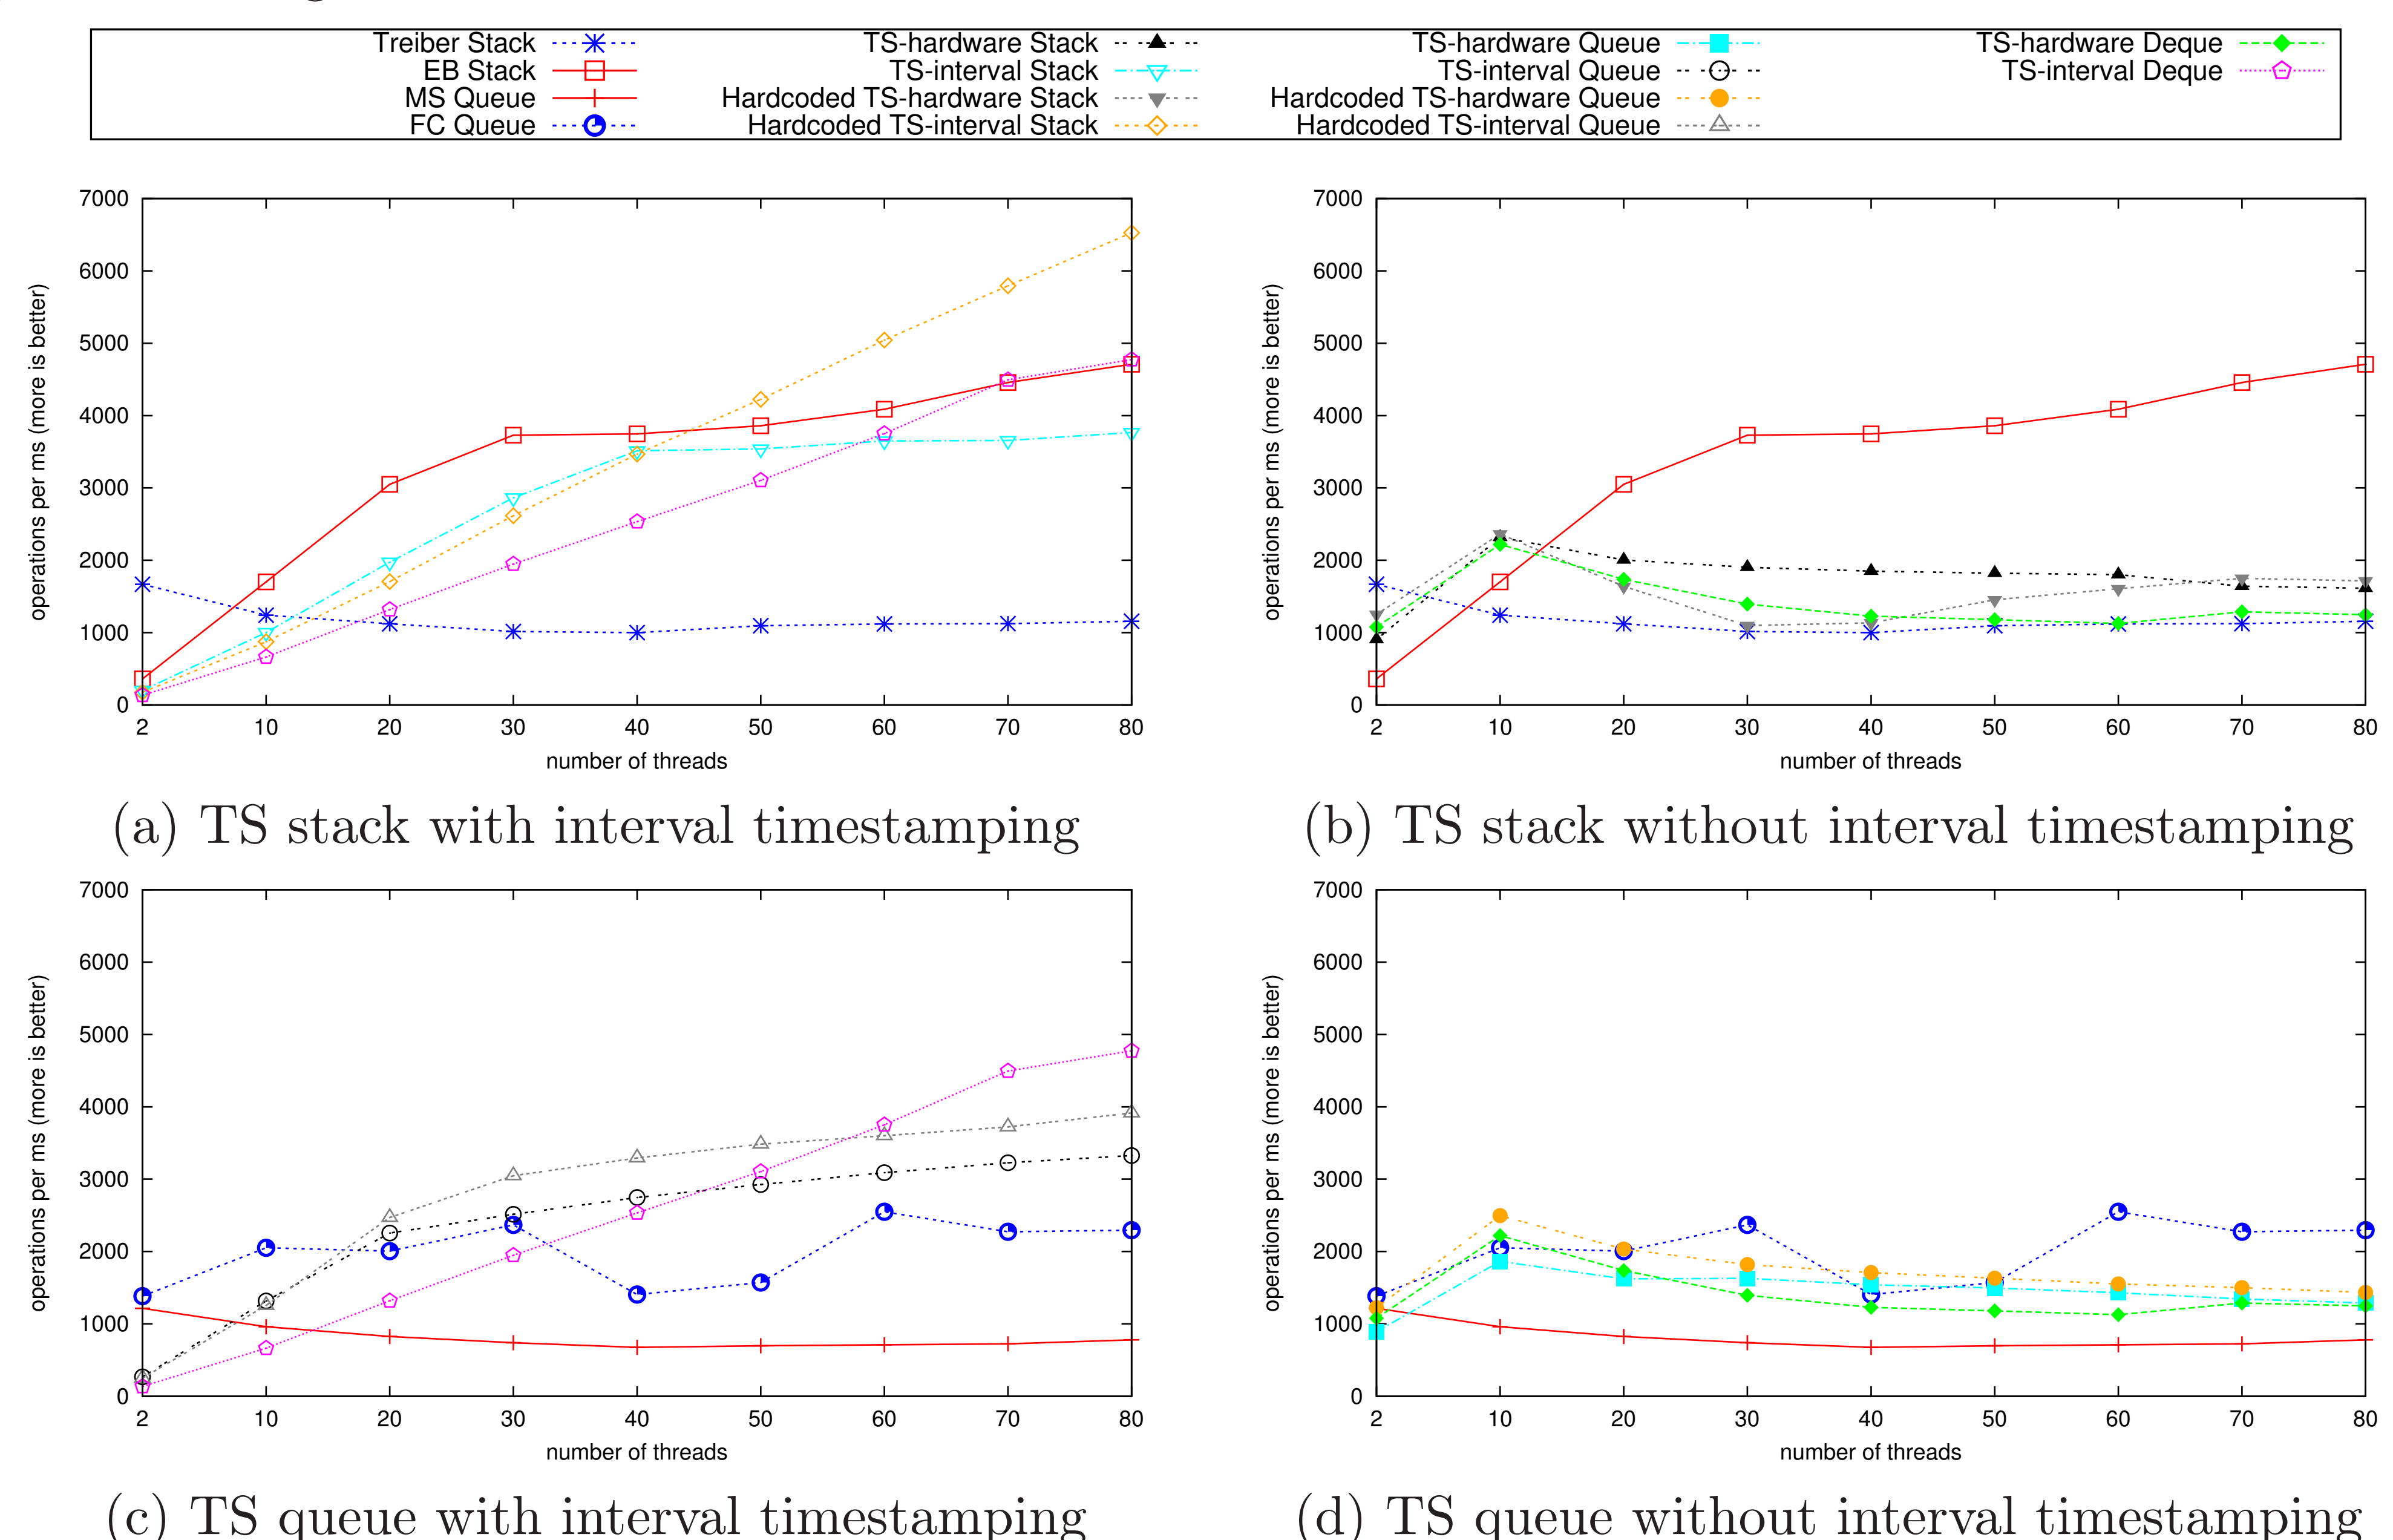 Treiber Stack
EB Stack
MS Queue
FC Queue
TS-hardware Stack
TS-interval Stack
Hardcoded TS-hardware Stack
Hardcoded TS-interval Stack
TS-hardware Queue
TS-interval Queue
Hardcoded TS-hardware Queue
Hardcoded TS-interval Queue
TS-hardware Deque
TS-interval Deque
operations per ms (more is better)
7000
6000
5000
4000
3000
2000
1000
0
2 10 20 30 40 50 60 70 80
number of threads
(a) TS stack with interval timestamping
operations per ms (more is better)
7000
6000
5000
4000
3000
2000
1000
0
2 10 20 30 40 50 60 70 80
number of threads
(b) TS stack without interval timestamping
operations per ms (more is better)
7000
6000
5000
4000
3000
2000
1000
0
2 10 20 30 40 50 60 70 80
number of threads
(c) TS queue with interval timestamping
operations per ms (more is better)
7000
6000
5000
4000
3000
2000
1000
0
2 10 20 30 40 50 60 70 80
number of threads
(d) TS queue without interval timestamping